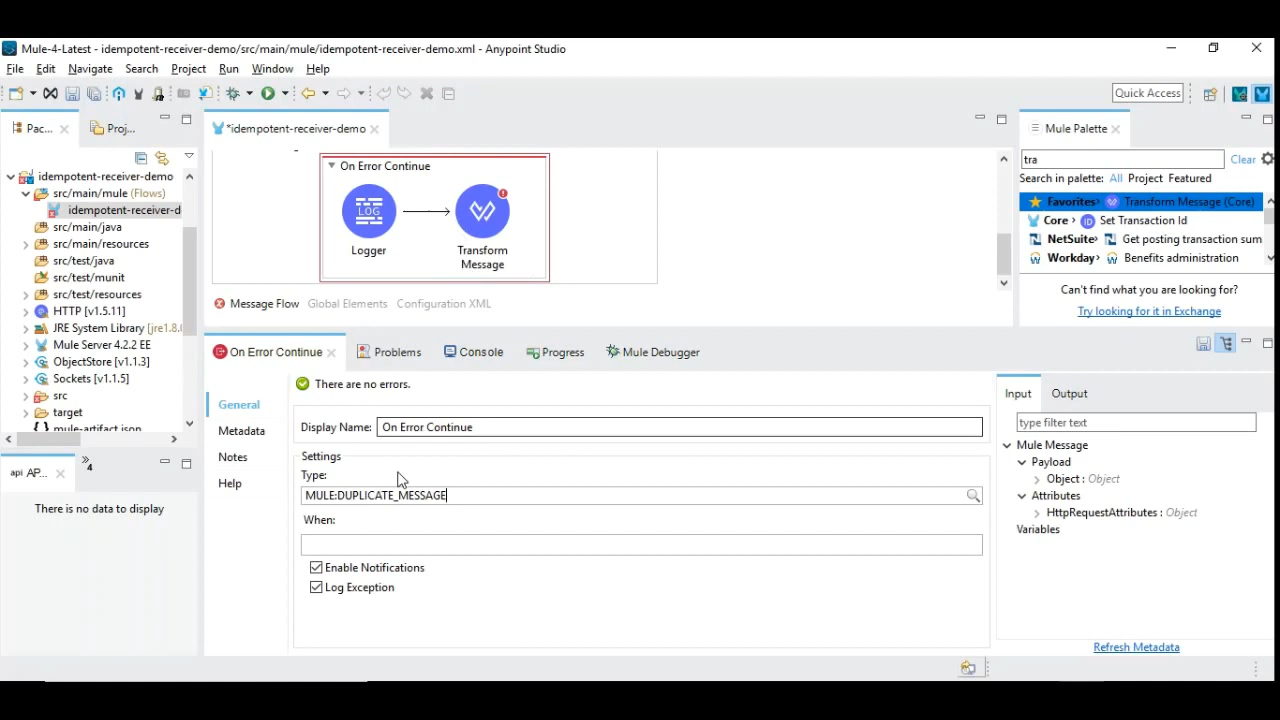 Mule-4-Latest - idempotent-receiver-demo/src/main/mule/idempotent-receiver-demo.xml - Anypoint Studio
File Edit Navigate Search Project Run Window Help
Quick Access
Pac...
Proj...
idempotent-receiver-demo
src/main/mule (Flows)
idempotent-receiver-d
src/main/java
src/main/resources
src/test/java
src/test/munit
src/test/resources
HTTP [v1.5.11]
JRE System Library [jre1.8.
Mule Server 4.2.2 EE
ObjectStore [v1.1.3]
Sockets [v1.1.5]
src
target
mule-artifact.json
api AP...
4
There is no data to display
*idempotent-receiver-demo
On Error Continue
LOG
Logger
Transform
Message
Message Flow Global Elements Configuration XML
Mule Palette
tra
Clear
Search in palette: All Project Featured
Favorites> Transform Message (Core)
Core> ID Set Transaction Id
NetSuite> Get posting transaction sum
Workday> Benefits administration
Can't find what you are looking for?
Try looking for it in Exchange
On Error Continue
Problems
Console
Progress
Mule Debugger
There are no errors.
General
Metadata
Notes
Help
Display Name: On Error Continue
Settings
Type:
MULE:DUPLICATE_MESSAGE
When:
Enable Notifications
Log Exception
Input Output
type filter text
Mule Message
Payload
Object : Object
Attributes
HttpRequestAttributes : Object
Variables
Refresh Metadata